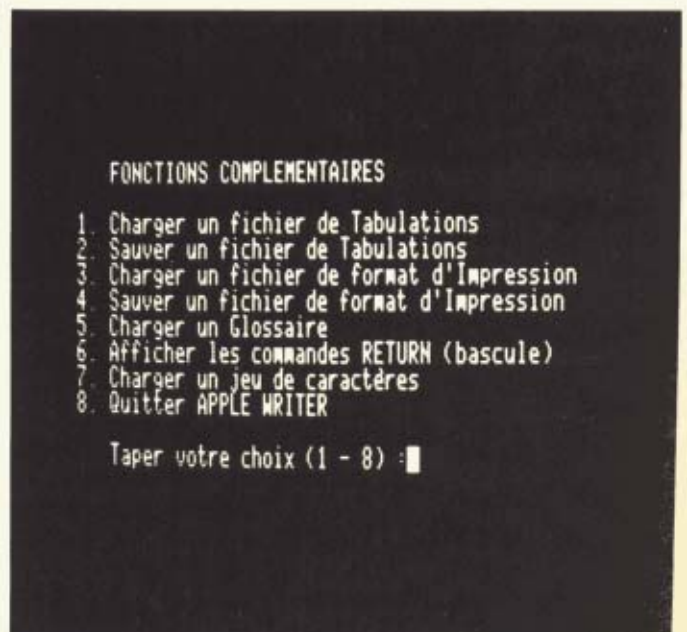 FONCTIONS COMPLEMENTAIRES
1. Charger un fichier de Tabulations
2. Sauver un fichier de Tabulations
3. Charger un fichier de format d'Impression
4. Sauver un fichier de format d'Impression
5. Charger un Glossaire
6. Afficher les commandes RETURN (bascule)
7. Charger un jeu de caractères
8. Quitter APPLE WRITER
Taper votre choix (1 - 8) :